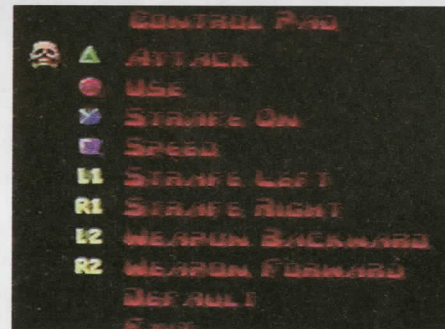 Control Pad
Attack
Use
Strafe On
Speed
L1 Strafe Left
R1 Strafe Right
L2 Weapon Backward
R2 Weapon Forward
Default
Exit